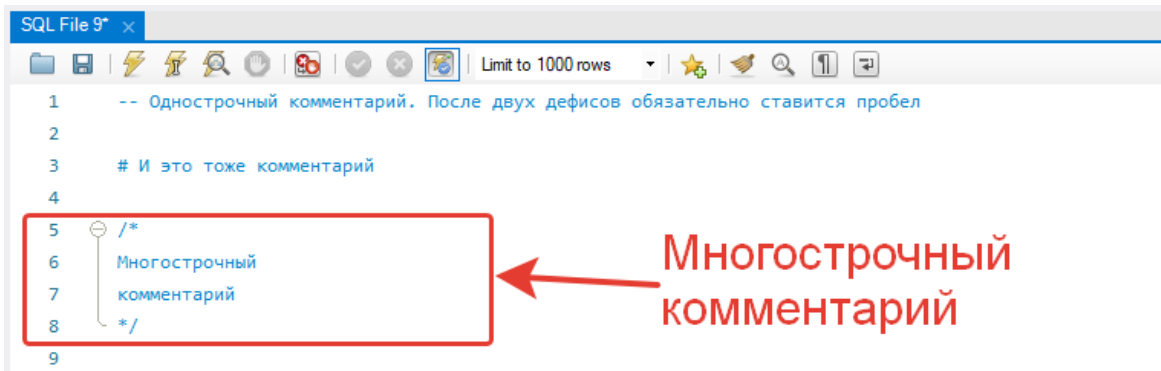 SQL File 9*
Limit to 1000 rows
1 -- Однострочный комментарий. После двух дефисов обязательно ставится пробел
2
3 # И это тоже комментарий
4
5 /*
6 Многострочный
7 комментарий
8 */
9
Многострочный
комментарий